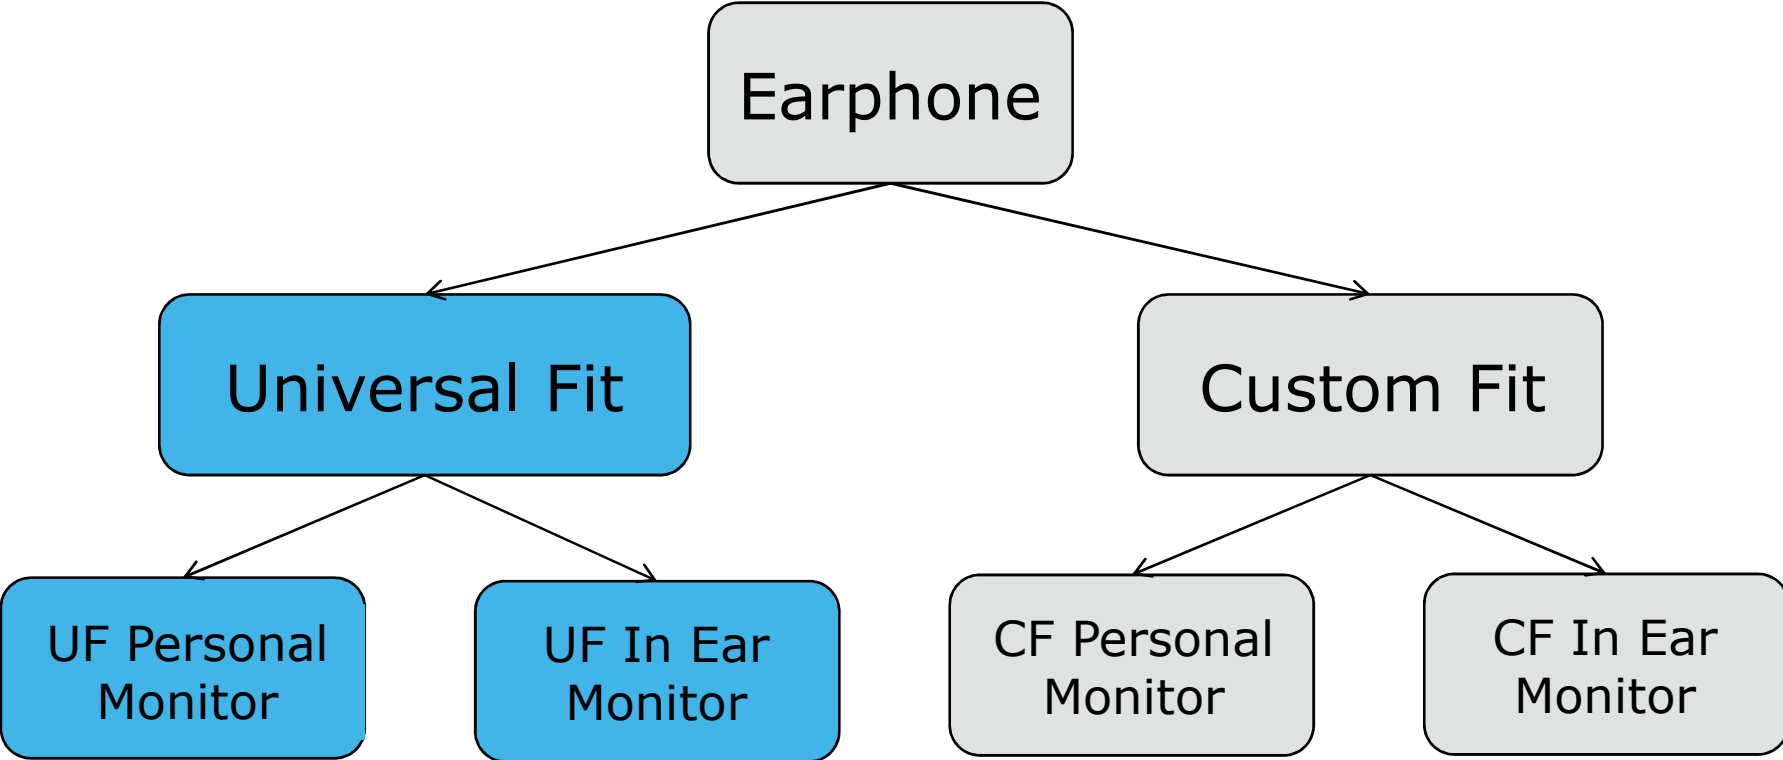 Earphone
Universal Fit
Custom Fit
UF Personal
Monitor
UF In Ear
Monitor
CF Personal
Monitor
CF In Ear
Monitor